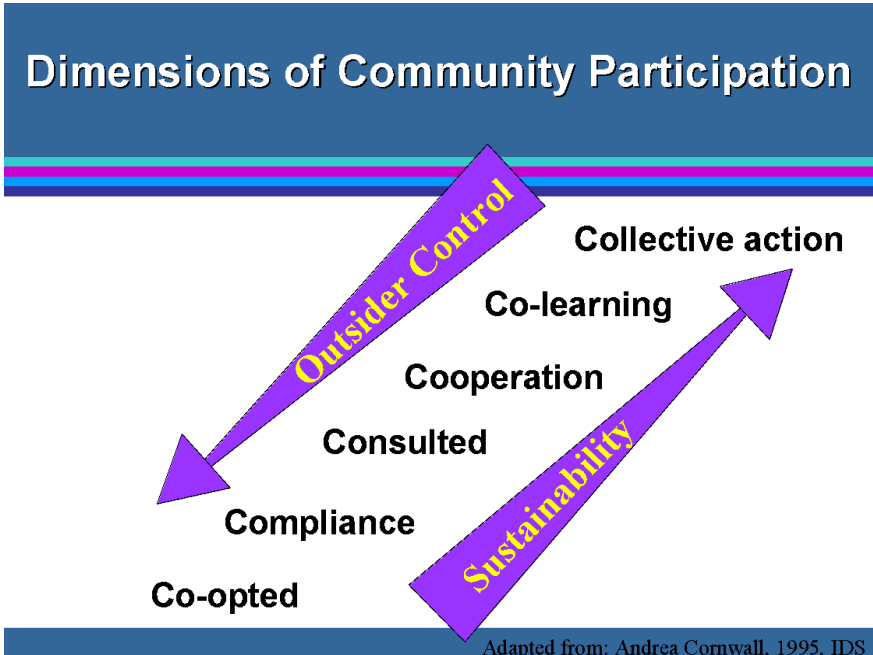 Dimensions of Community Participation
Outsider Control
Collective action
Co-learning
Cooperation
Consulted
Compliance
Co-opted
Sustainability
Adapted from: Andrea Cornwall, 1995, IDS